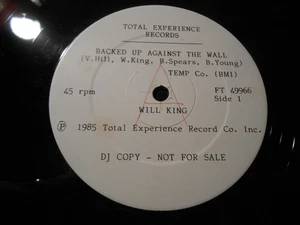 TOTAL EXPERIENCE
RECORDS
BACKED UP AGAINST THE WALL
(V.Hill, W.King, B.Spears, B.Young)
TEMP Co. (BMI)
45 rpm
FT 49966
Side 1
WILL KING
Ⓟ 1985 Total Experience Record Co. Inc.
DJ COPY - NOT FOR SALE